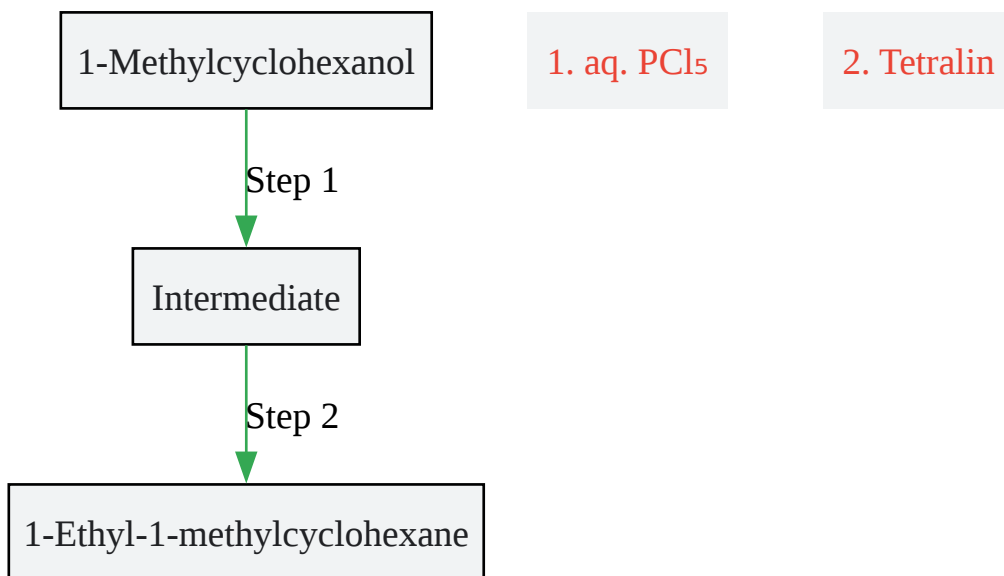 1-Methylcyclohexanol
1. aq. PCl₅
2. Tetralin
Step 1
Intermediate
Step 2
1-Ethyl-1-methylcyclohexane